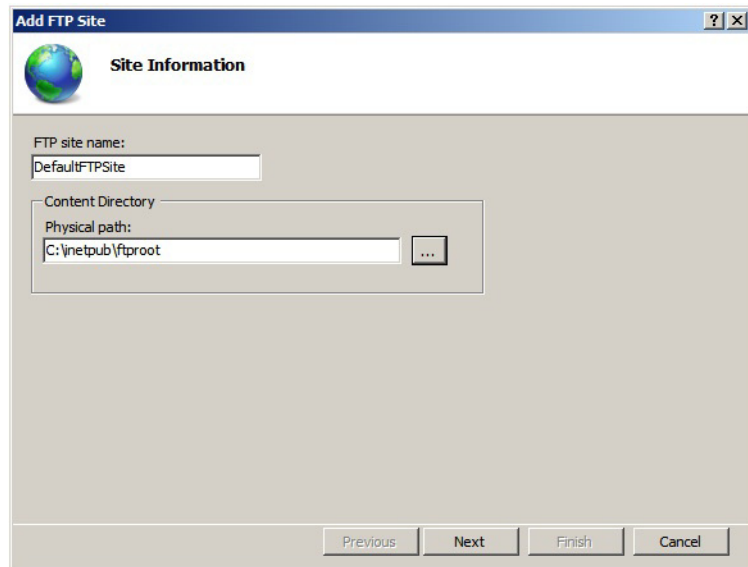 Add FTP Site
?
Site Information
FTP site name:
DefaultFTPSite
Content Directory
Physical path:
C:\inetpub\ftproot
...
Previous Next Finish Cancel